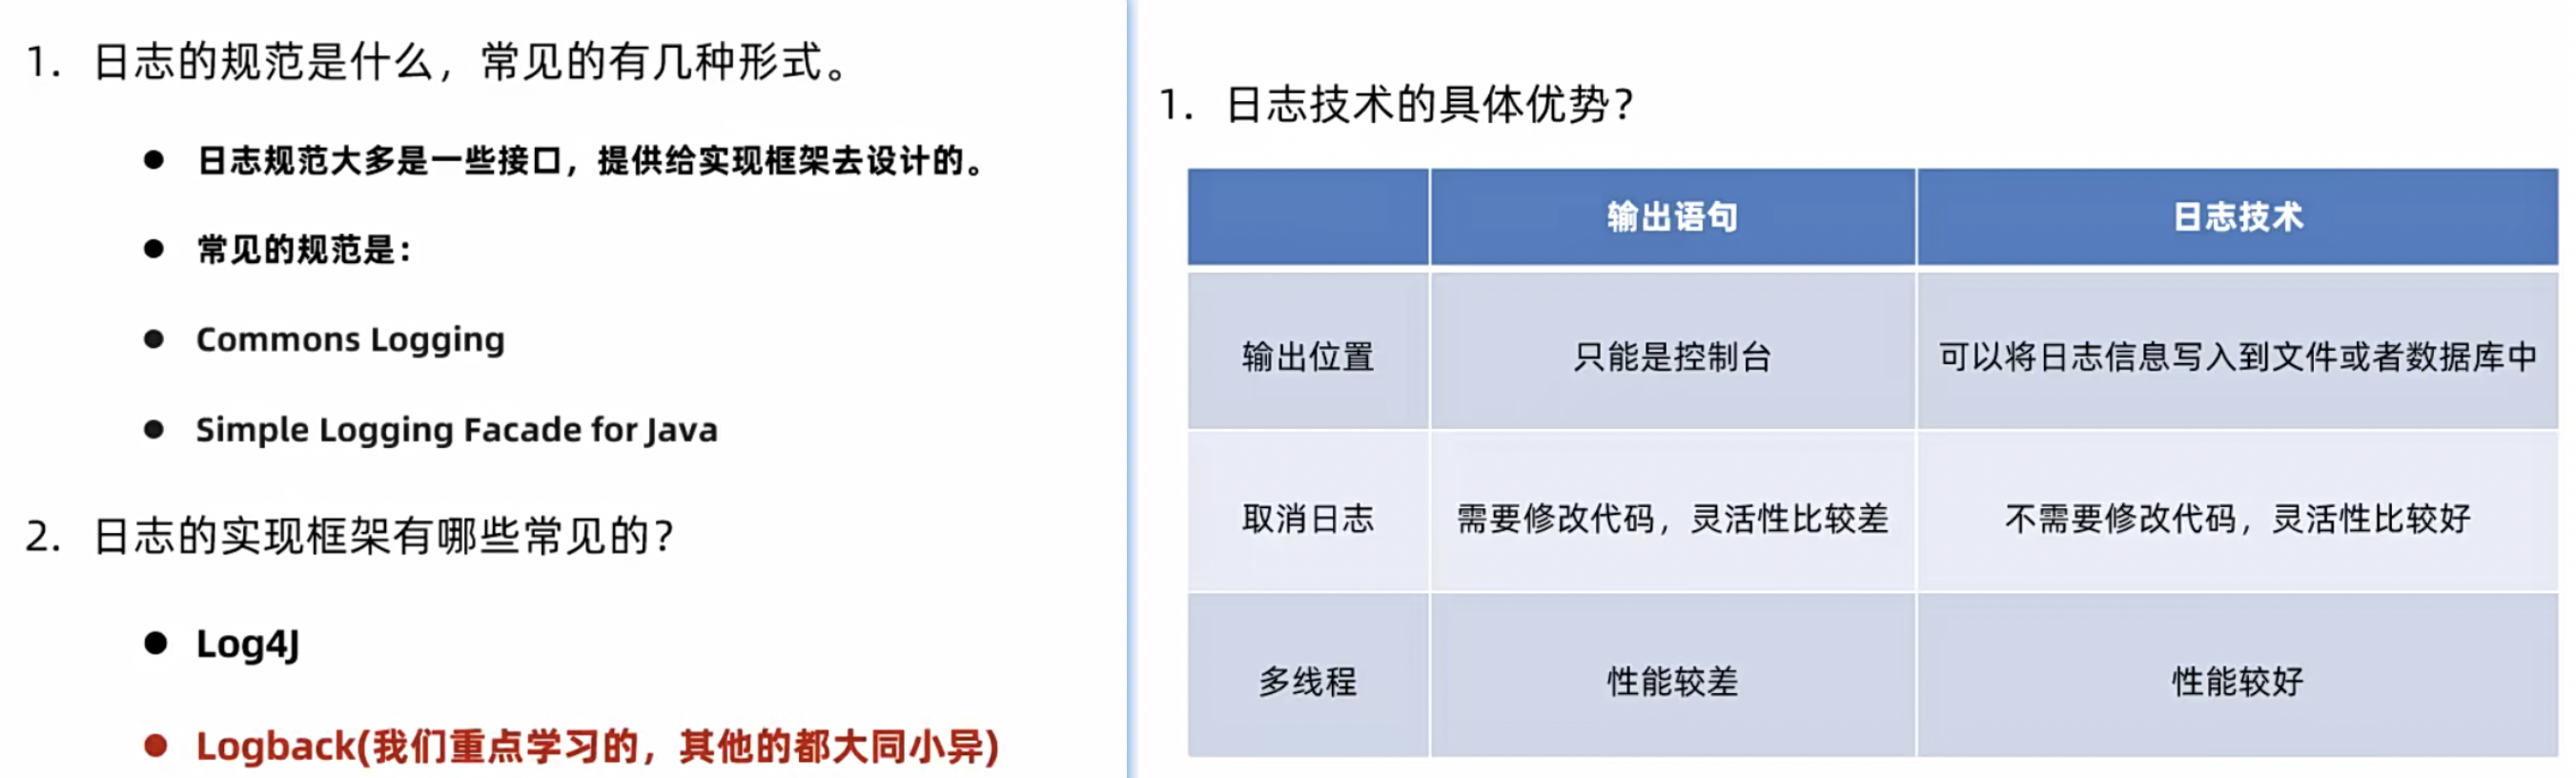 1. 日志的规范是什么，常见的有几种形式。
● 日志规范大多是一些接口，提供给实现框架去设计的。
● 常见的规范是：
● Commons Logging
● Simple Logging Facade for Java
2. 日志的实现框架有哪些常见的？
● Log4J
● Logback(我们重点学习的，其他的都大同小异)
1. 日志技术的具体优势？
输出语句 日志技术
输出位置 只能是控制台 可以将日志信息写入到文件或者数据库中
取消日志 需要修改代码，灵活性比较差 不需要修改代码，灵活性比较好
多线程 性能较差 性能较好